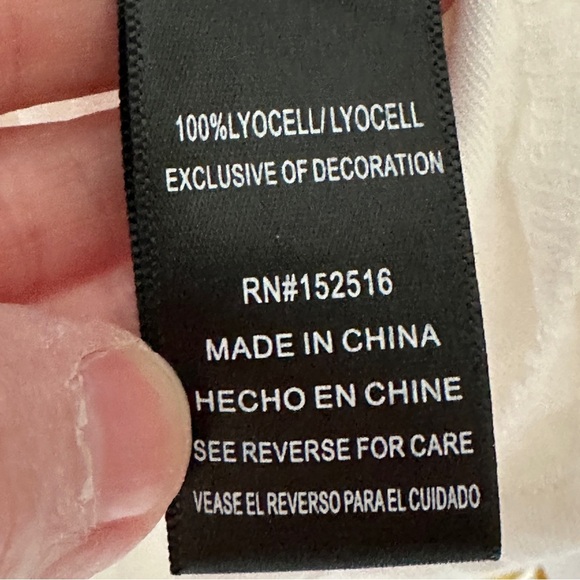 100%LYOCELL/LYOCELL
EXCLUSIVE OF DECORATION
RN#152516
MADE IN CHINA
HECHO EN CHINE
SEE REVERSE FOR CARE
VEASE EL REVERSO PARA EL CUIDADO